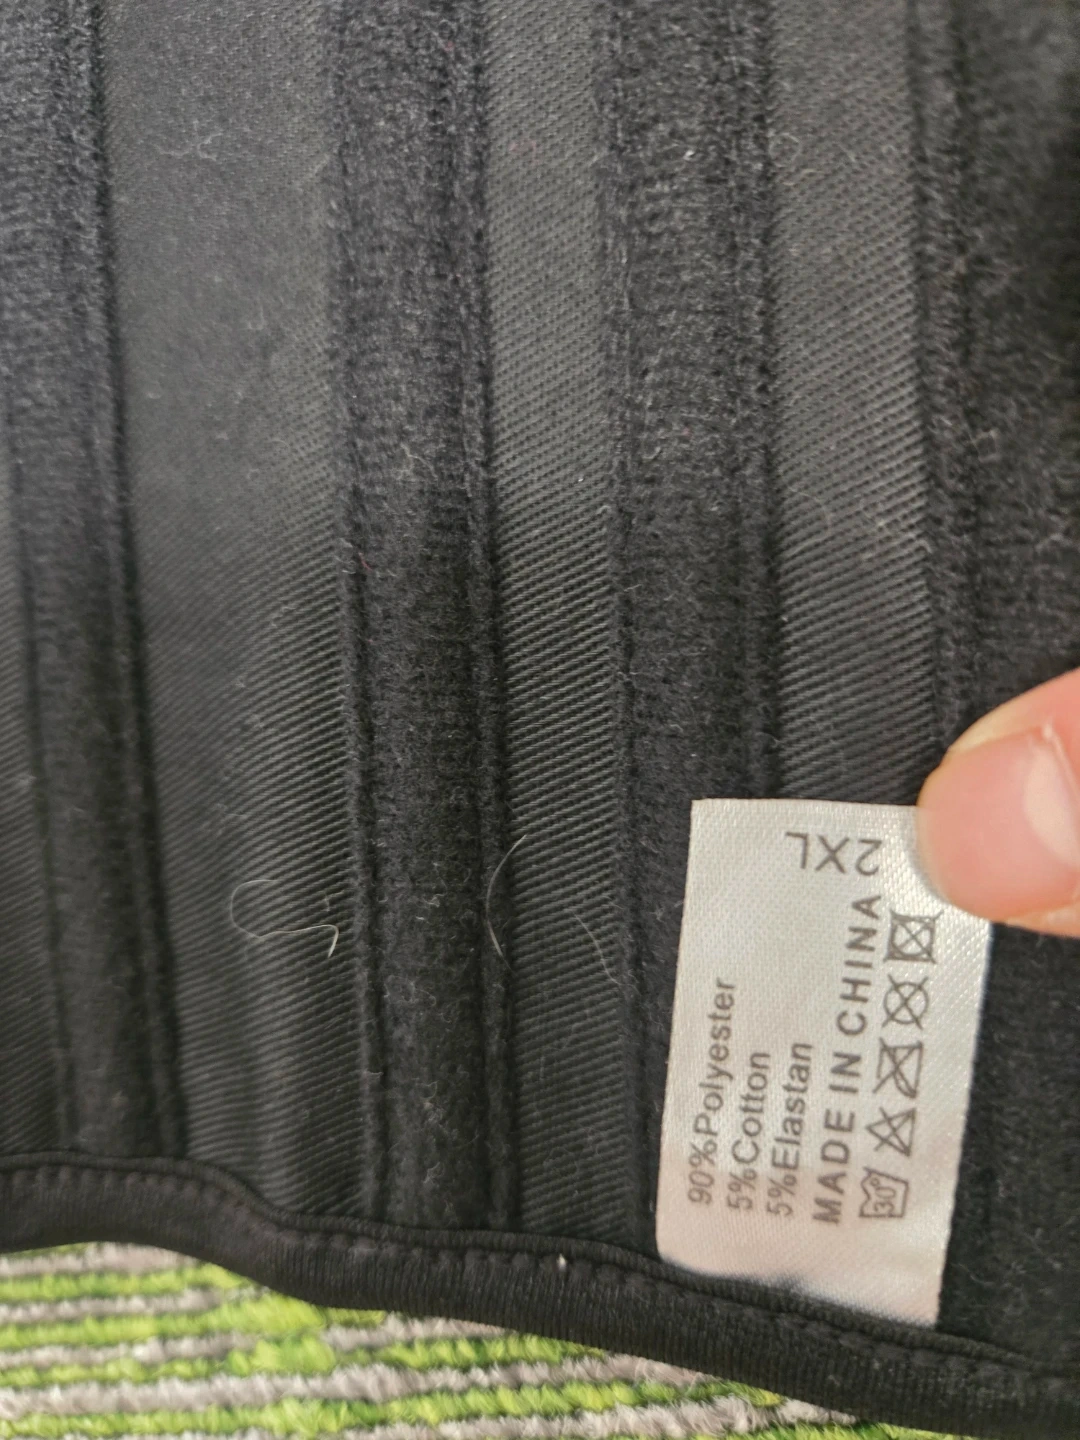 2XL
90%Polyester
5%Cotton
5%Elastan
MADE IN CHINA
30°